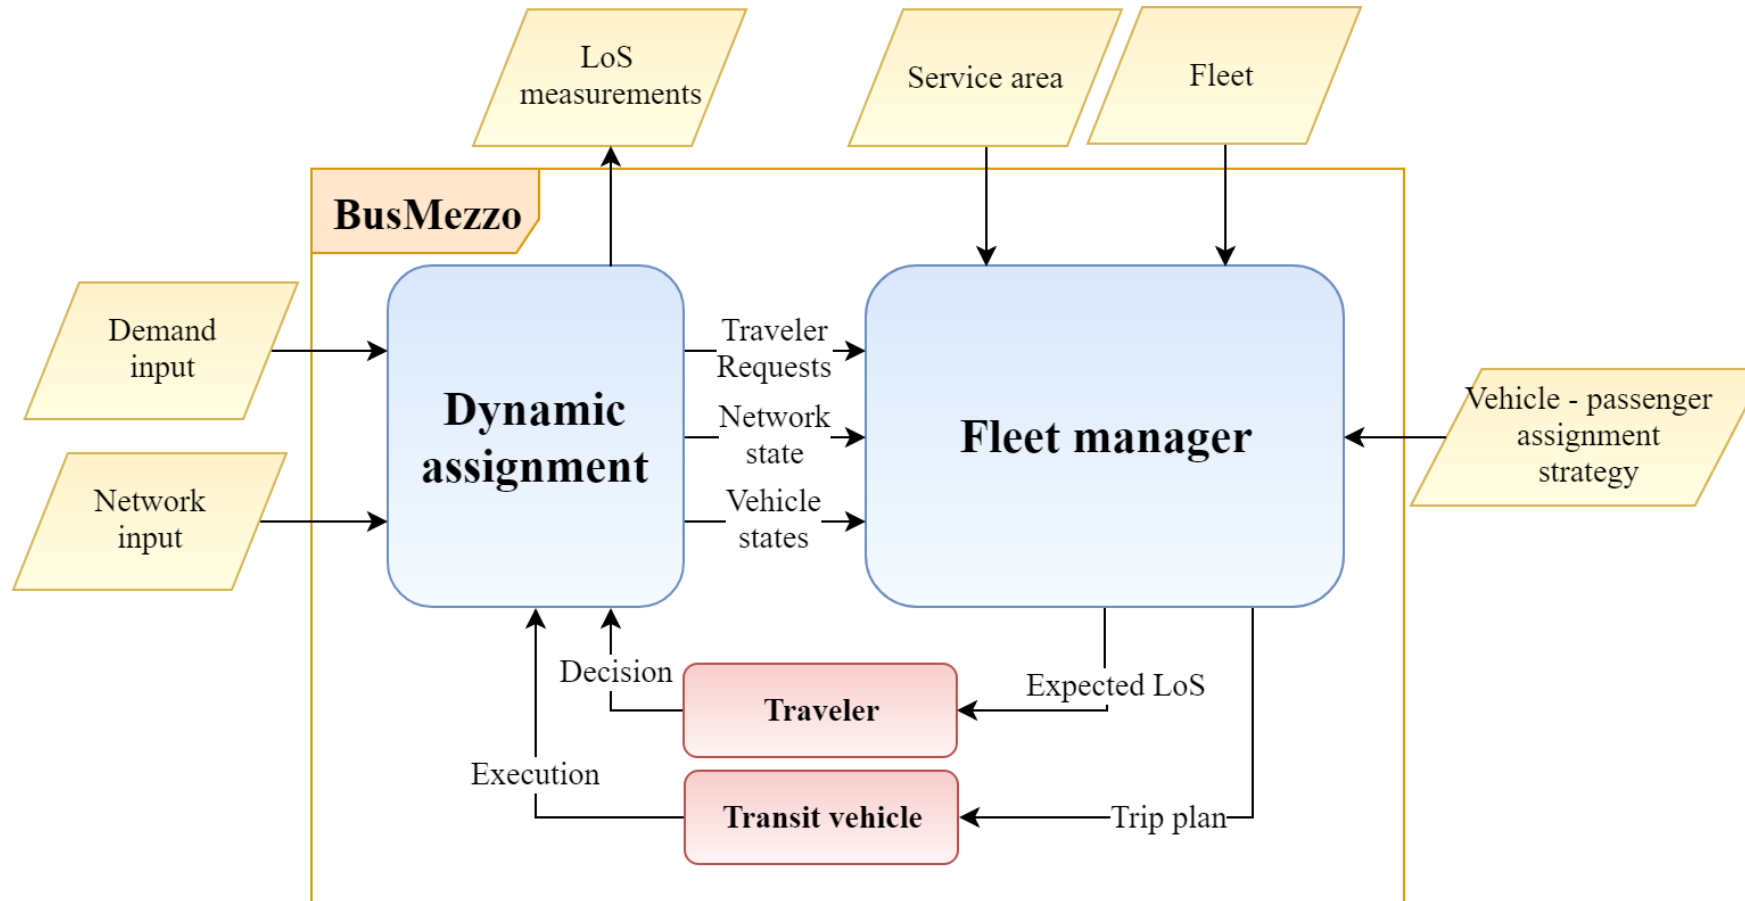 LoS
measurements
Service area
Fleet
BusMezzo
Demand
input
Network
input
Dynamic
assignment
Traveler
Requests
Network
state
Vehicle
states
Fleet manager
Vehicle - passenger
assignment
strategy
Decision
Traveler
Expected LoS
Execution
Transit vehicle
Trip plan